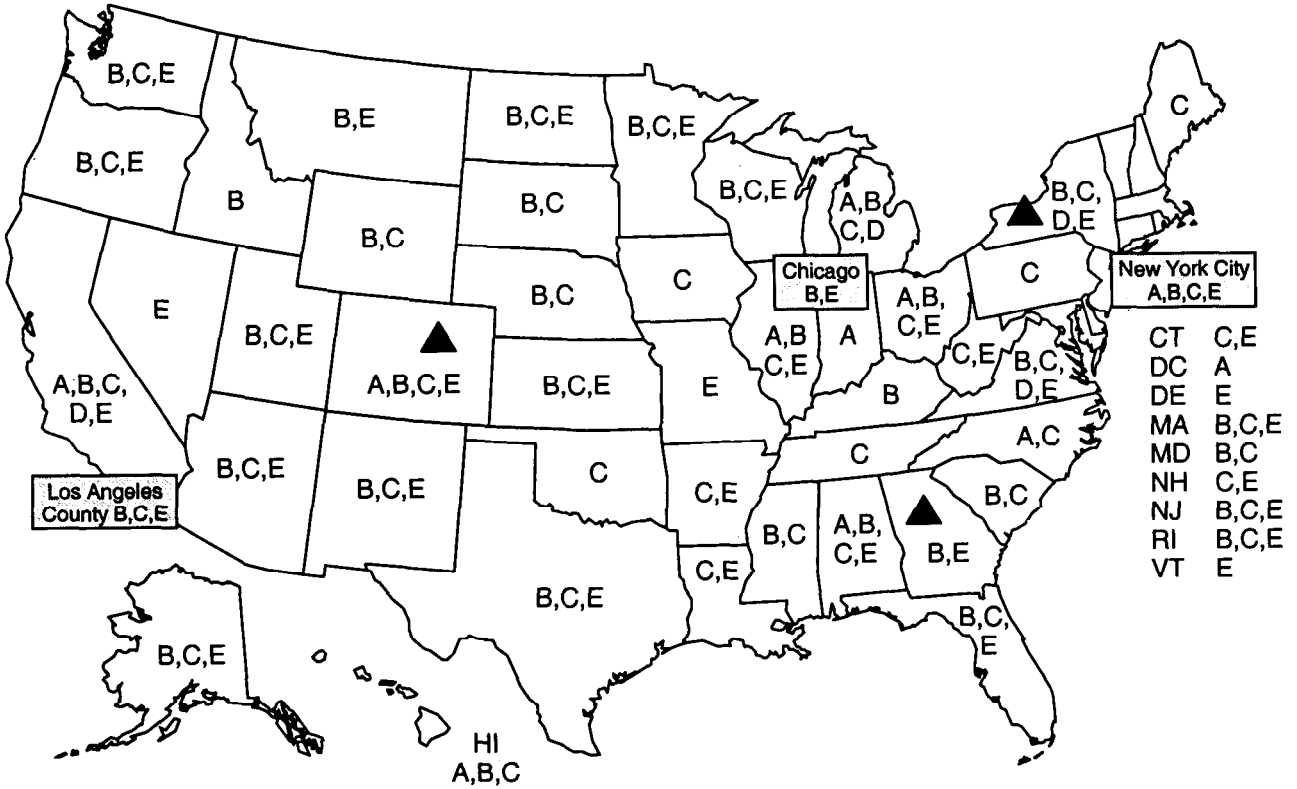 B,C,E
B,E
B,C,E
B,C,E
C
B,C,E
B
B,C
B,C
B,C,E
A,B,
C,D
B,C,
D,E
E
B,C,E
B,C
C
Chicago
B,E
C
New York City
A,B,C,E
A,B,C,E
B,C,E
E
A,B
C,E
A
A,B,
C,E
C,E
B,C,
D,E
B
A,B,C,
D,E
Los Angeles
County B,C,E
B,C,E
B,C,E
C
C,E
C
A,C
B,C
B,C,E
C,E
B,C
A,B,
C,E
B,E
B,C,
E
CT C,E
DC A
DE E
MA B,C,E
MD B,C
NH C,E
NJ B,C,E
RI B,C,E
VT E
B,C,E
HI
A,B,C